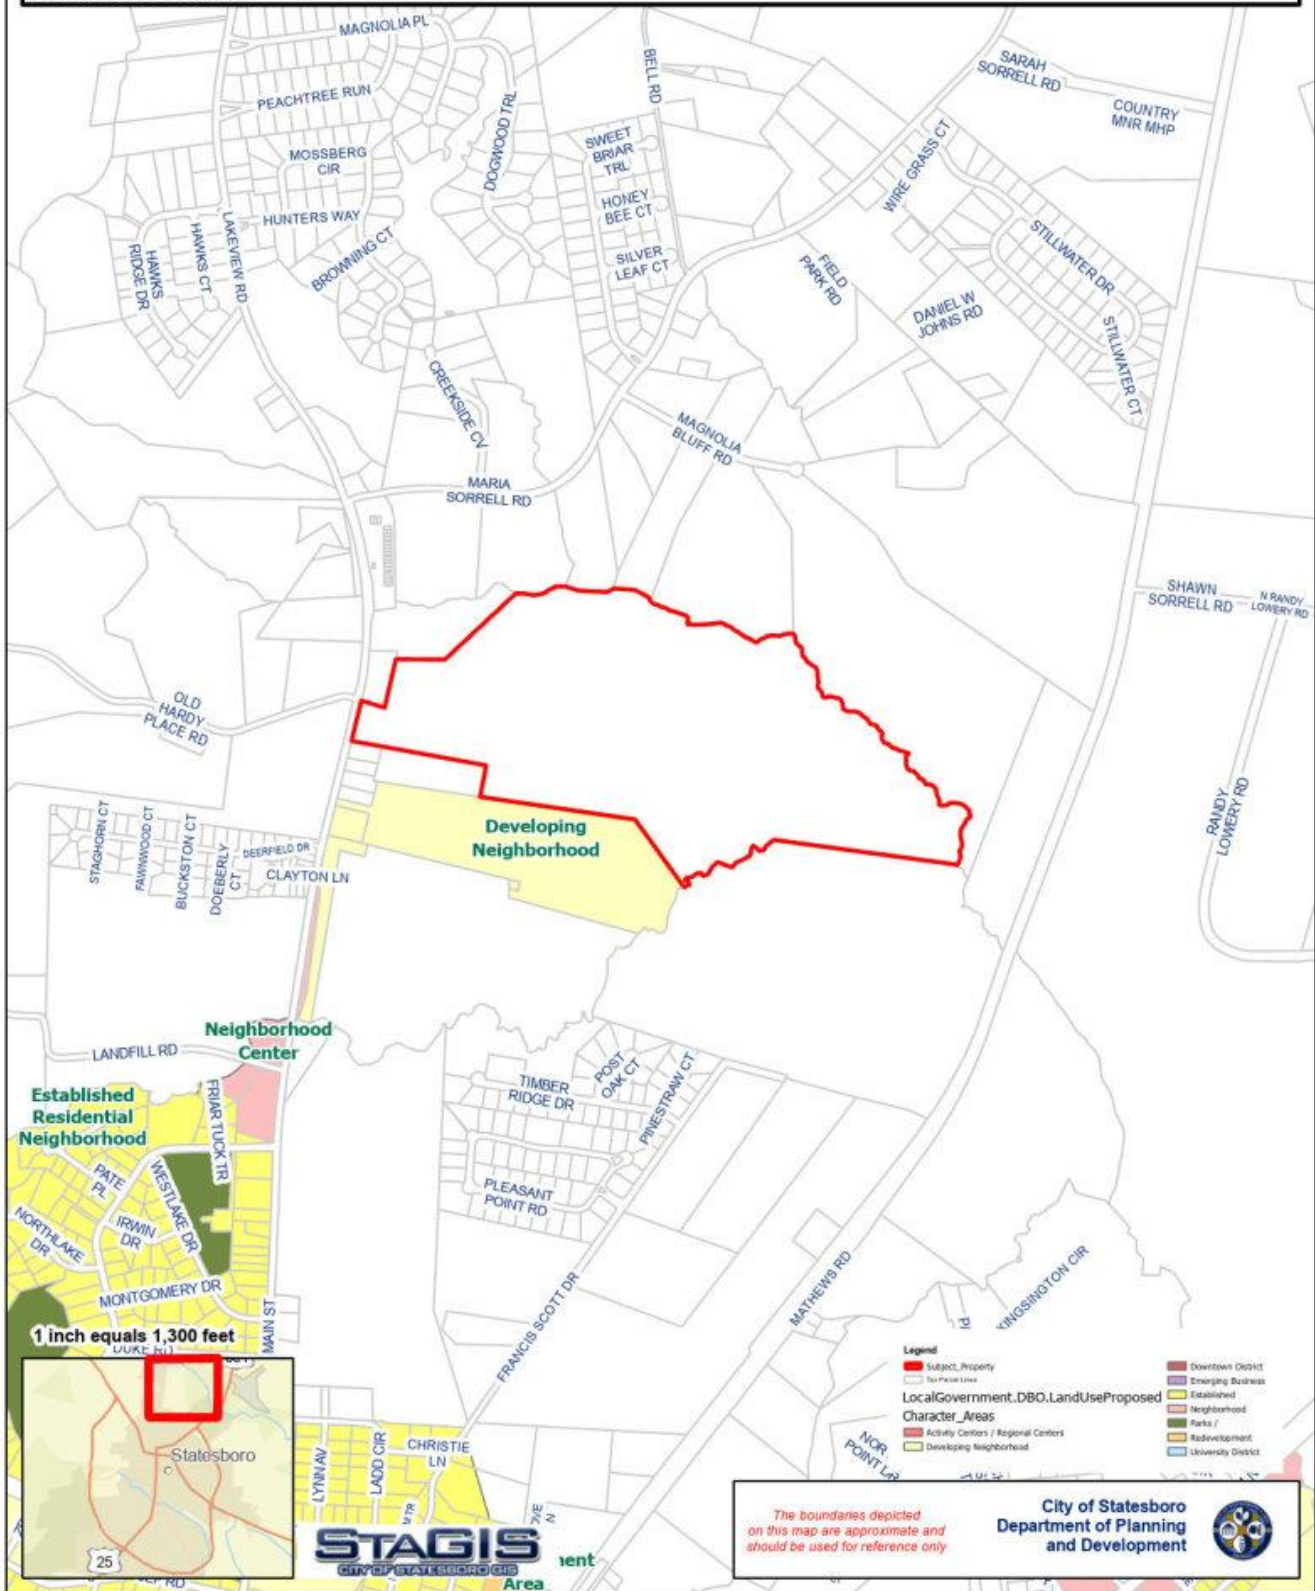 MAGNOLIA PL
BELL RD
SARAH
SORRELL RD
COUNTRY
MNR MHP
PEACHTREE RUN
DOGWOOD TRL
MOSSBERG
CIR
SWEET
BRIAR
TRL
WIRE GRASS CT
HONEY
BEE CT
HUNTERS WAY
HAWKS
RIDGE DR
HAWKS CT
LAKEVIEW RD
BROWNING CT
SILVER
LEAF CT
FIELD
PARK RD
STILLWATER DR
DANIEL W
JOHNS RD
STILLWATER CT
CREEKSIDE CV
MAGNOLIA
BLUFF RD
MARIA
SORRELL RD
SHAWN
SORRELL RD
N RANDY
LOWERY RD
OLD
HARDY
PLACE RD
RANDY
LOWERY RD
STAGHORN CT
FAWNWOOD CT
BUCKSTON CT
DOEBERLY
CT
DEERFIELD DR
CLAYTON LN
Developing
Neighborhood
Neighborhood
Center
LANDFILL RD
Established
Residential
Neighborhood
FRIAR TUCK TR
TIMBER
RIDGE DR
POST
OAK CT
PINESTRAW CT
PATE
PL
WESTLAKE DR
PLEASANT
POINT RD
NORTHLAKE
DR
IRWIN
DR
MONTGOMERY DR
MAIN ST
FRANCIS SCOTT DR
MATHEWS RD
KINGSINGTON CIR
PI
1 inch equals 1,300 feet
DUKE RD
Statesboro
25
LYNN AV
LADD CIR
CHRISTIE
LN
NOR
POINT
Legend
Subject_Property
Tax Parcel Lines
LocalGovernment.DBO.LandUseProposed
Character_Areas
Activity Centers / Regional Centers
Developing Neighborhood
Downtown District
Emerging Business
Established
Neighborhood
Parks /
Redevelopment
University District
STAGIS
CITY OF STATESBORO GIS
ment
Area
The boundaries depicted
on this map are approximate and
should be used for reference only
City of Statesboro
Department of Planning
and Development